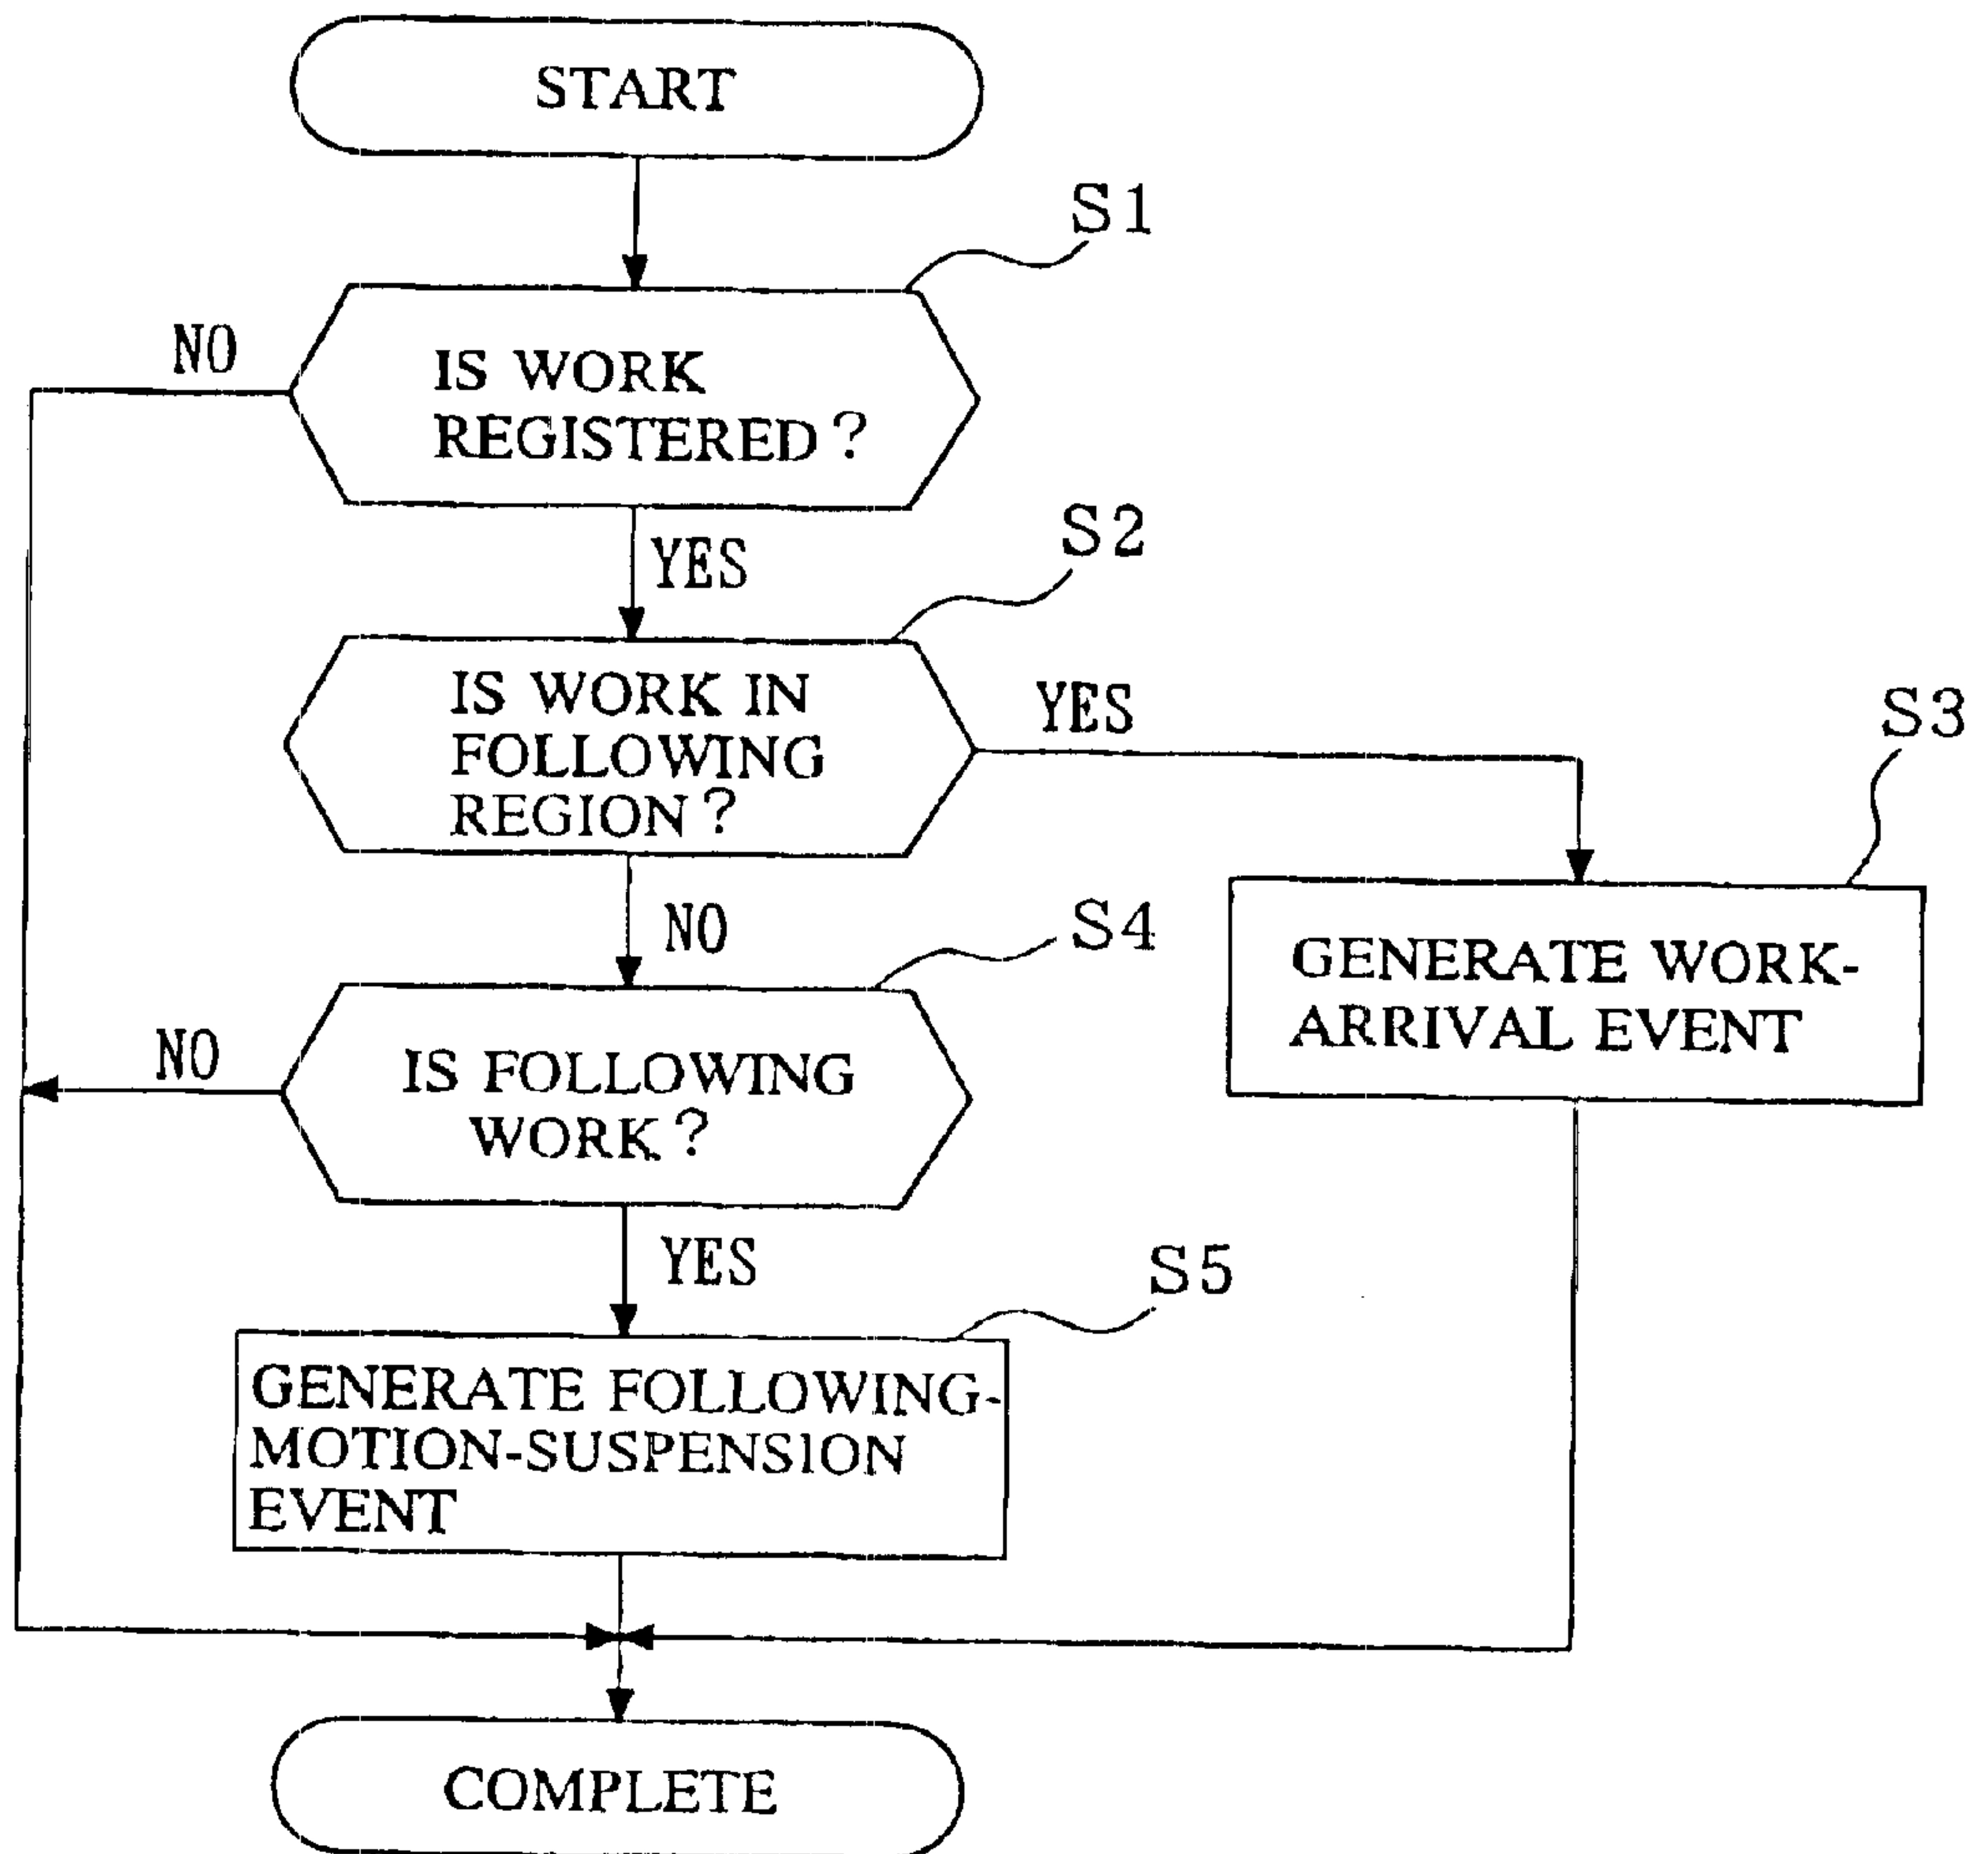 START
S1
NO
IS WORK
REGISTERED?
YES
S2
IS WORK IN
FOLLOWING
REGION?
YES
S3
NO
S4
GENERATE WORK-
ARRIVAL EVENT
NO
IS FOLLOWING
WORK?
YES
S5
GENERATE FOLLOWING-
MOTION-SUSPENSION
EVENT
COMPLETE